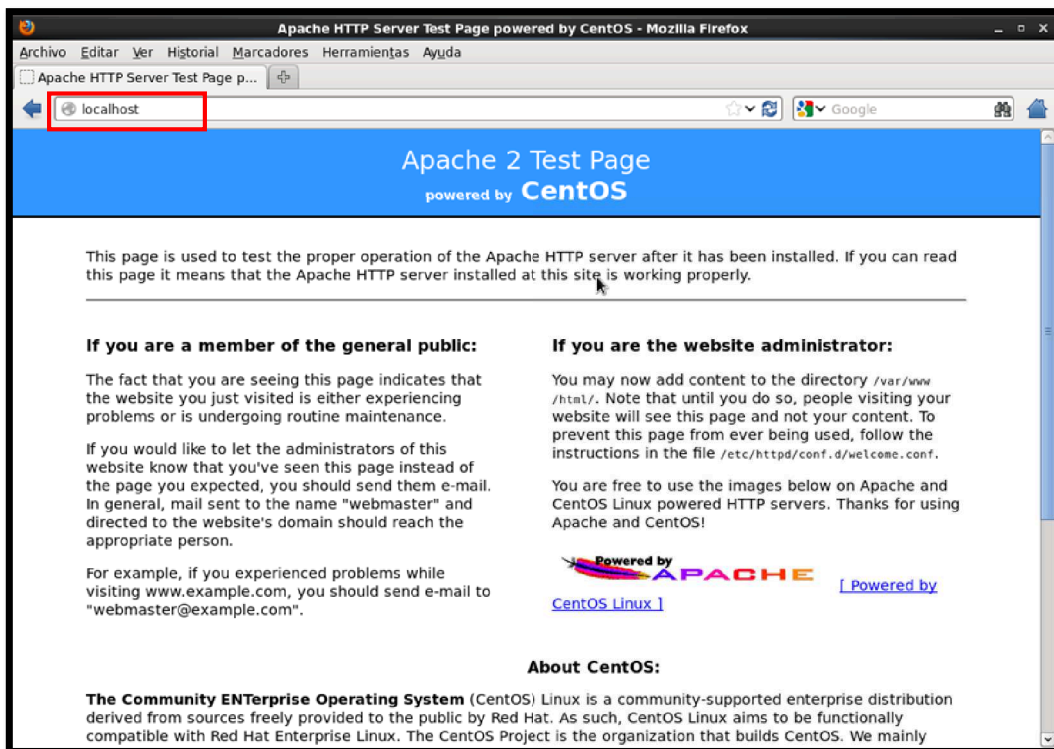 Apache HTTP Server Test Page powered by CentOS - Mozilla Firefox
Archivo Editar Ver Historial Marcadores Herramientas Ayuda
Apache HTTP Server Test Page p...
localhost
Google
Apache 2 Test Page
powered by CentOS
This page is used to test the proper operation of the Apache HTTP server after it has been installed. If you can read
this page it means that the Apache HTTP server installed at this site is working properly.
If you are a member of the general public:
The fact that you are seeing this page indicates that
the website you just visited is either experiencing
problems or is undergoing routine maintenance.
If you would like to let the administrators of this
website know that you've seen this page instead of
the page you expected, you should send them e-mail.
In general, mail sent to the name "webmaster" and
directed to the website's domain should reach the
appropriate person.
For example, if you experienced problems while
visiting www.example.com, you should send e-mail to
"webmaster@example.com".
If you are the website administrator:
You may now add content to the directory /var/www
/html/. Note that until you do so, people visiting your
website will see this page and not your content. To
prevent this page from ever being used, follow the
instructions in the file /etc/httpd/conf.d/welcome.conf.
You are free to use the images below on Apache and
CentOS Linux powered HTTP servers. Thanks for using
Apache and CentOS!
Powered by
APACHE
[ Powered by
CentOS Linux ]
About CentOS:
The Community ENTerprise Operating System (CentOS) Linux is a community-supported enterprise distribution
derived from sources freely provided to the public by Red Hat. As such, CentOS Linux aims to be functionally
compatible with Red Hat Enterprise Linux. The CentOS Project is the organization that builds CentOS. We mainly